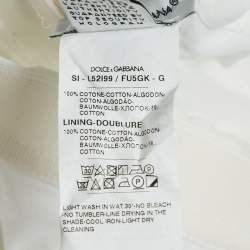 DOLCE & GABBANA
SI - L52I99 / FU5GK - G
100% COTONE-COTTON-ALGODON
COTTON-ALGODÃO-
BAUMWOLLE-ХЛОПОК-
COTTON
LINING-DOUBLURE
100% COTONE-COTTON-ALGODON
COTTON-ALGODÃO-
BAUMWOLLE-ХЛОПОК-
COTTON
LIGHT WASH IN WAT.30°-NO BLEACH
-NO TUMBLER-LINE DRYING IN THE
SHADE-COOL IRON-LIGHT DRY
CLEANING